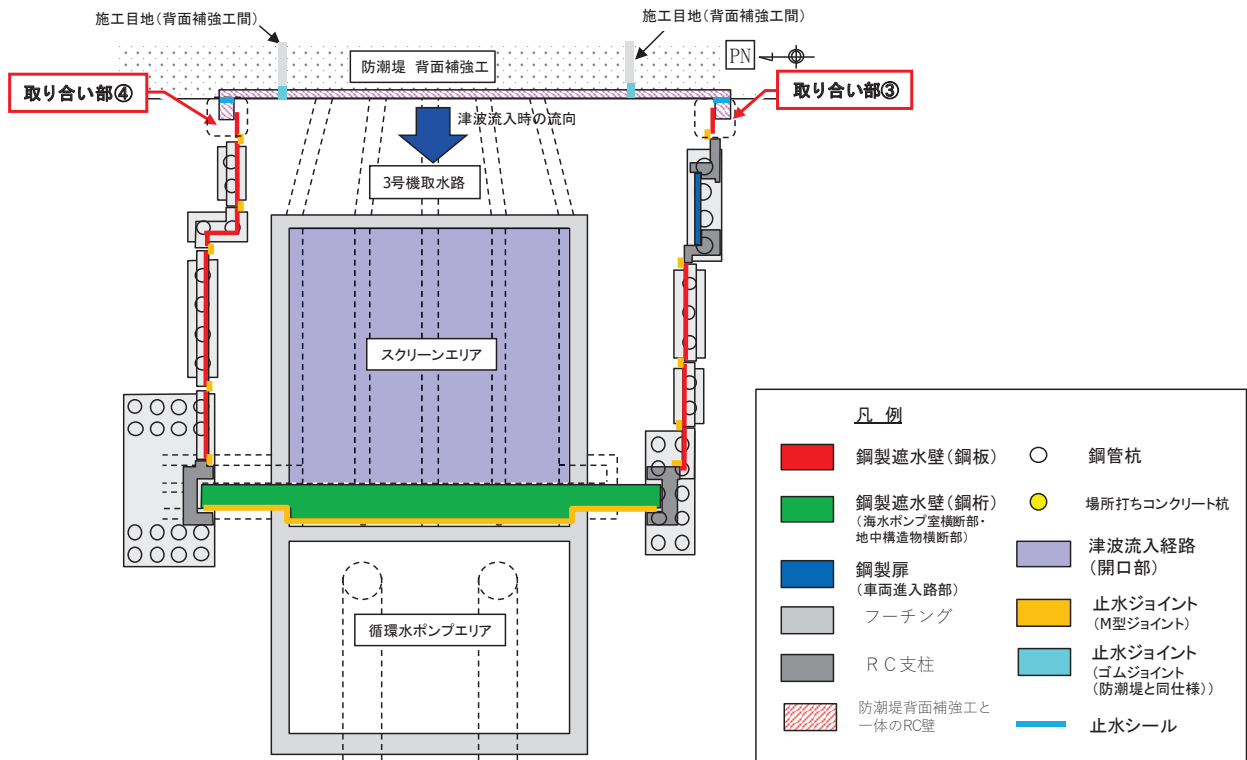 施工目地(背面補強工間)
施工目地(背面補強工間)
PN
防潮堤 背面補強工
取り合い部④
取り合い部③
津波流入時の流向
3号機取水路
スクリーンエリア
循環水ポンプエリア
凡 例
鋼製遮水壁(鋼板)
鋼管杭
鋼製遮水壁(鋼桁)
(海水ポンプ室横断部・
地中構造物横断部)
場所打ちコンクリート杭
津波流入経路
(開口部)
鋼製扉
(車両進入路部)
フーチング
止水ジョイント
(M型ジョイント)
RC支柱
止水ジョイント
(ゴムジョイント
(防潮堤と同仕様))
防潮堤背面補強工と
一体のRC壁
止水シール